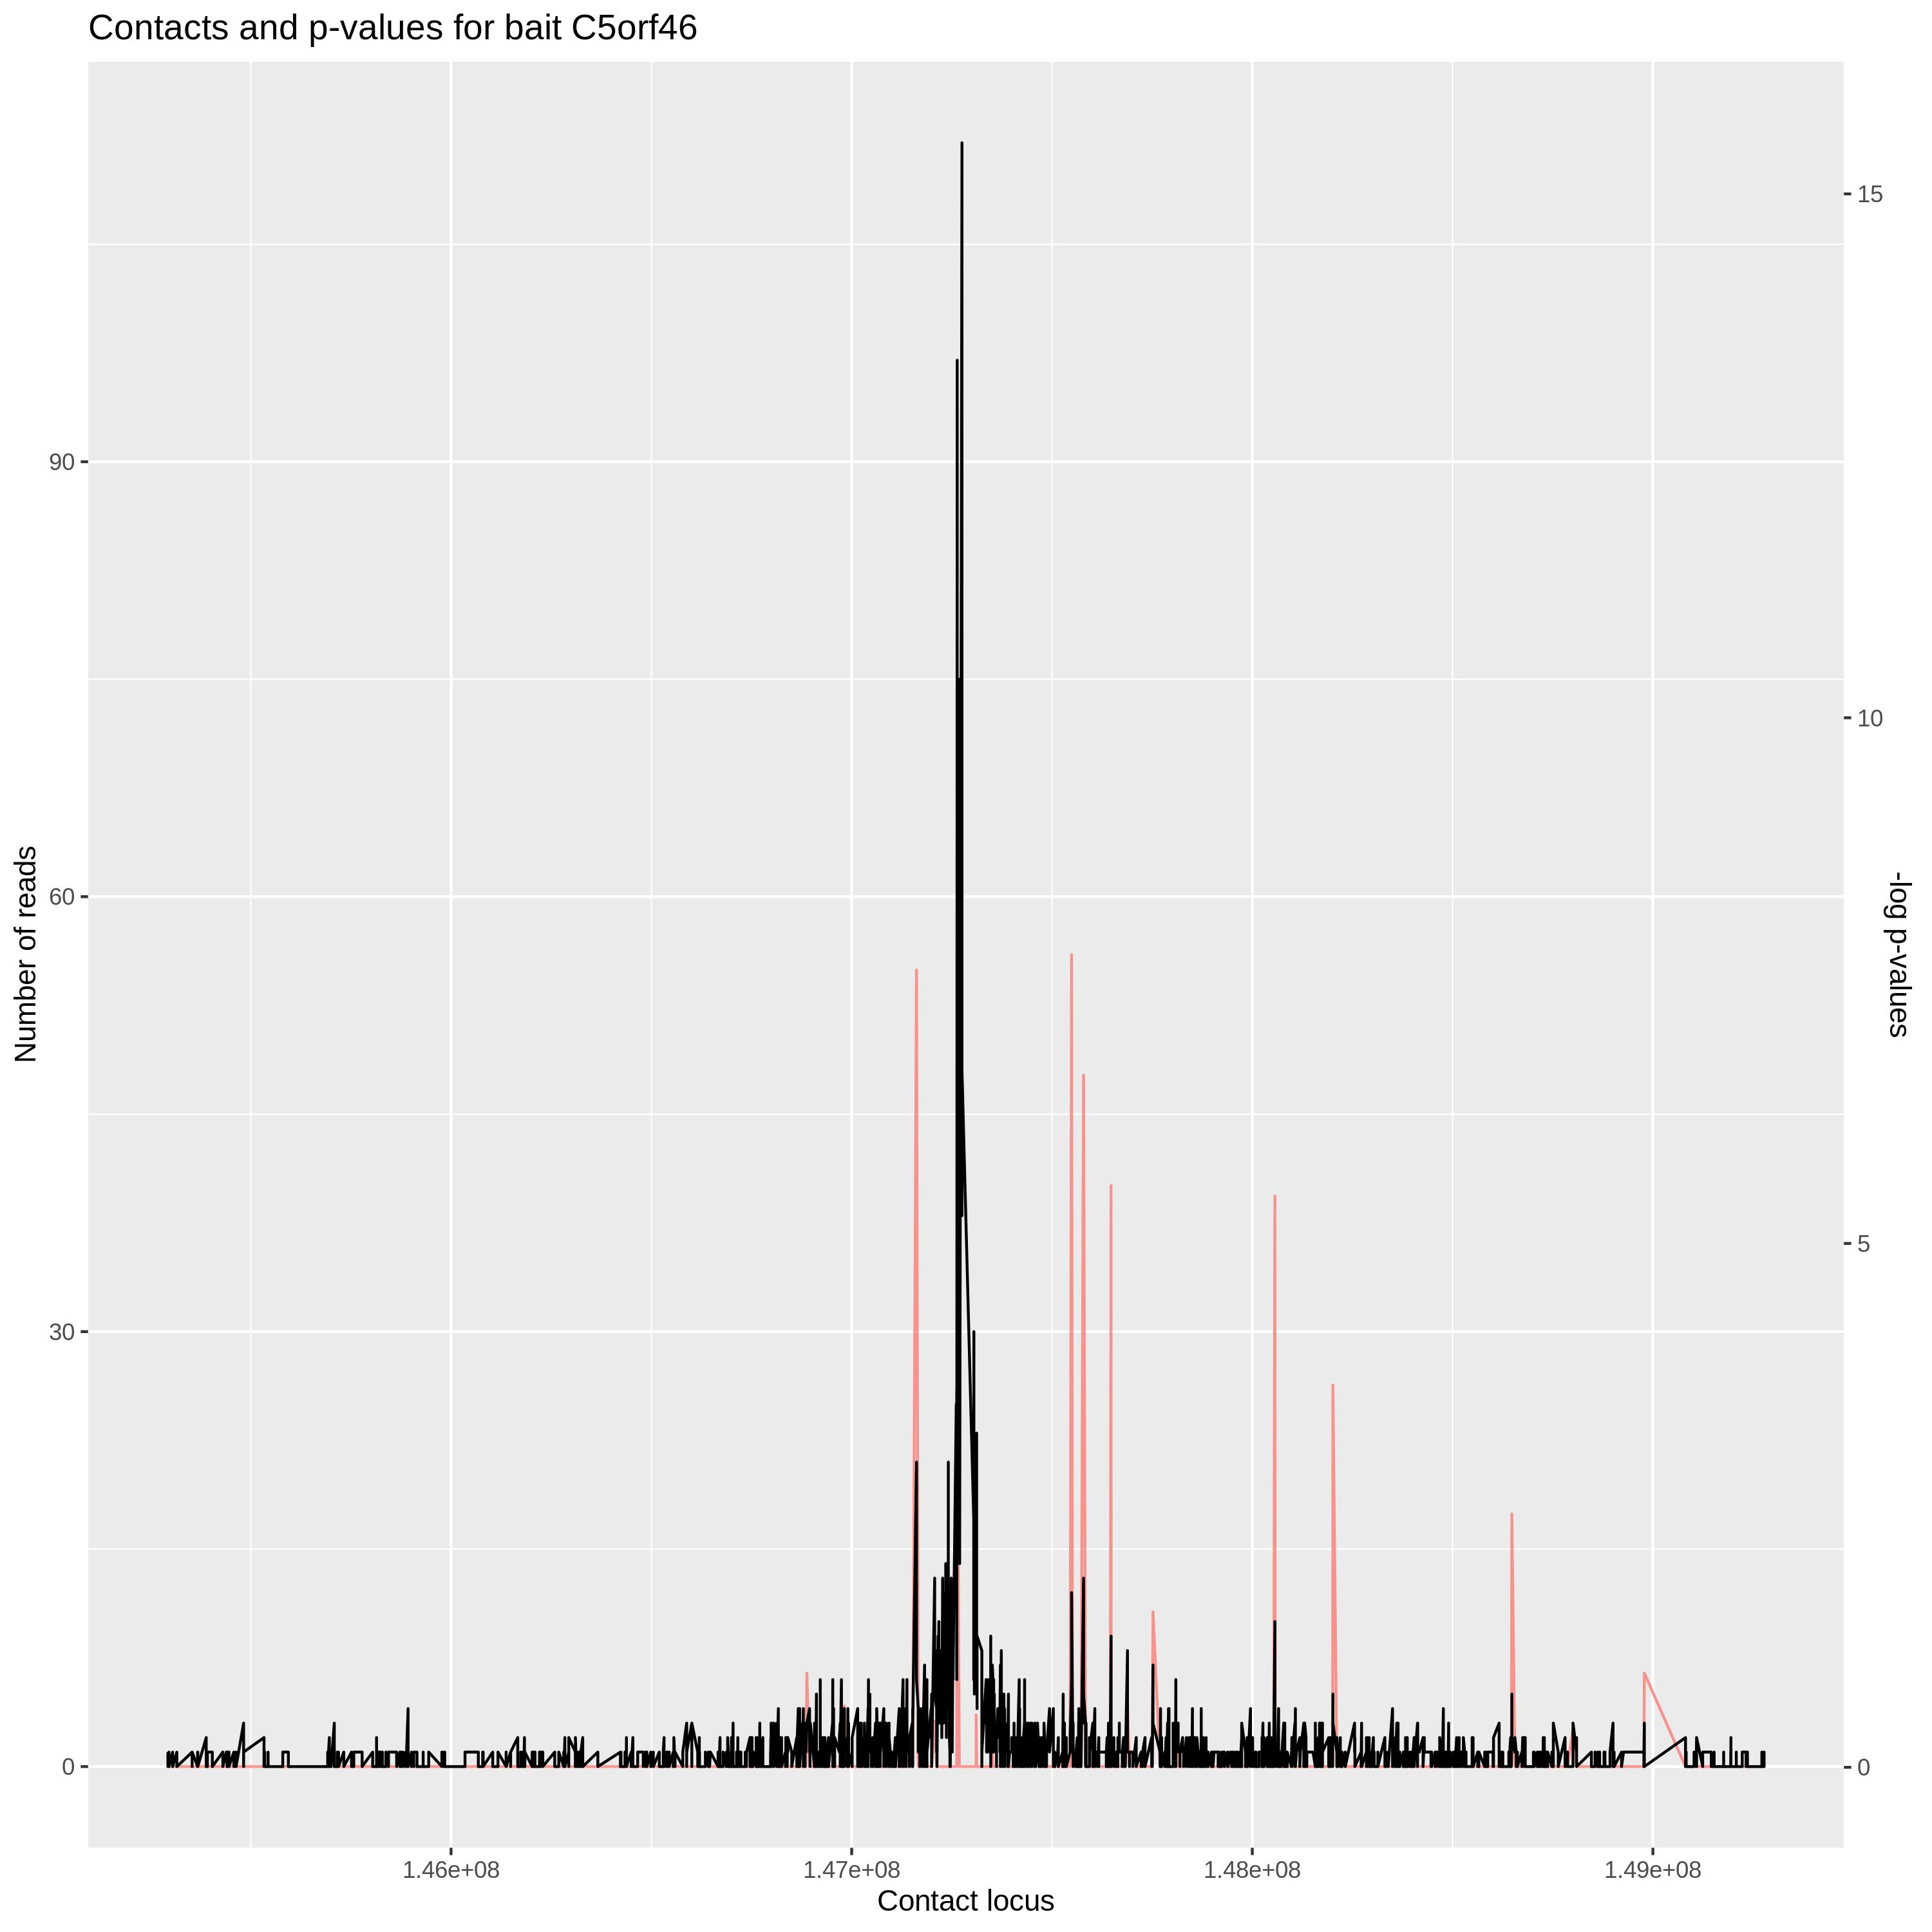 Contacts and p-values for bait C5orf46
Number of reads
90
60
30
0
15
10
5
0
-log p-values
1.46e+08
1.47e+08
1.48e+08
1.49e+08
Contact locus